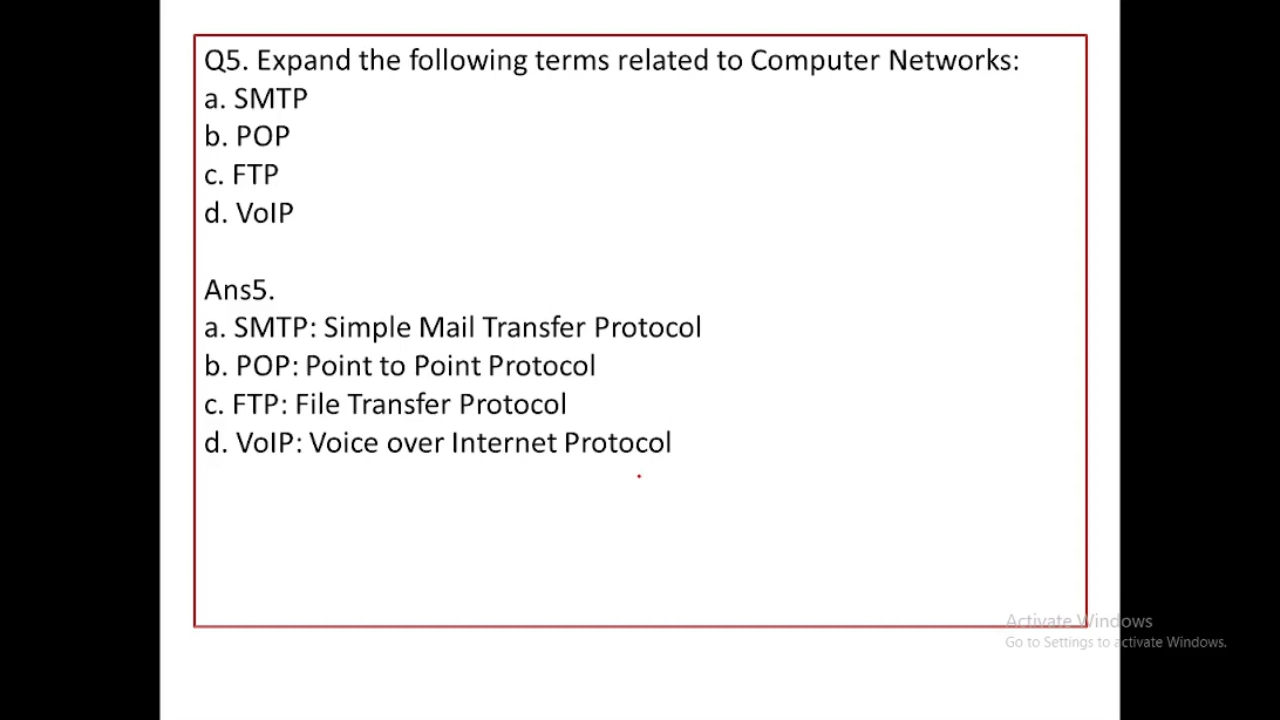 Q5. Expand the following terms related to Computer Networks:
a. SMTP
b. POP
c. FTP
d. VoIP
Ans5.
a. SMTP: Simple Mail Transfer Protocol
b. POP: Point to Point Protocol
c. FTP: File Transfer Protocol
d. VoIP: Voice over Internet Protocol
Activate Windows
Go to Settings to activate Windows.